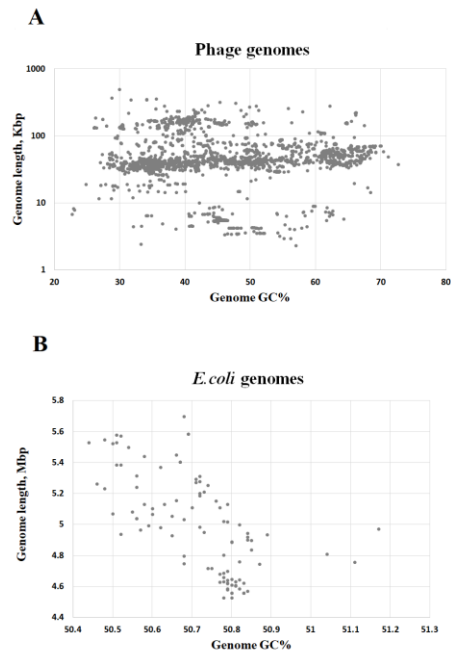 A
Phage genomes
1000
100
10
1
Genome length, Kbp
20 30 40 50 60 70 80
Genome GC%
B
E.coli genomes
5.8
5.6
5.4
5.2
5
4.8
4.6
4.4
Genome length, Mbp
50.4 50.5 50.6 50.7 50.8 50.9 51 51.1 51.2 51.3
Genome GC%